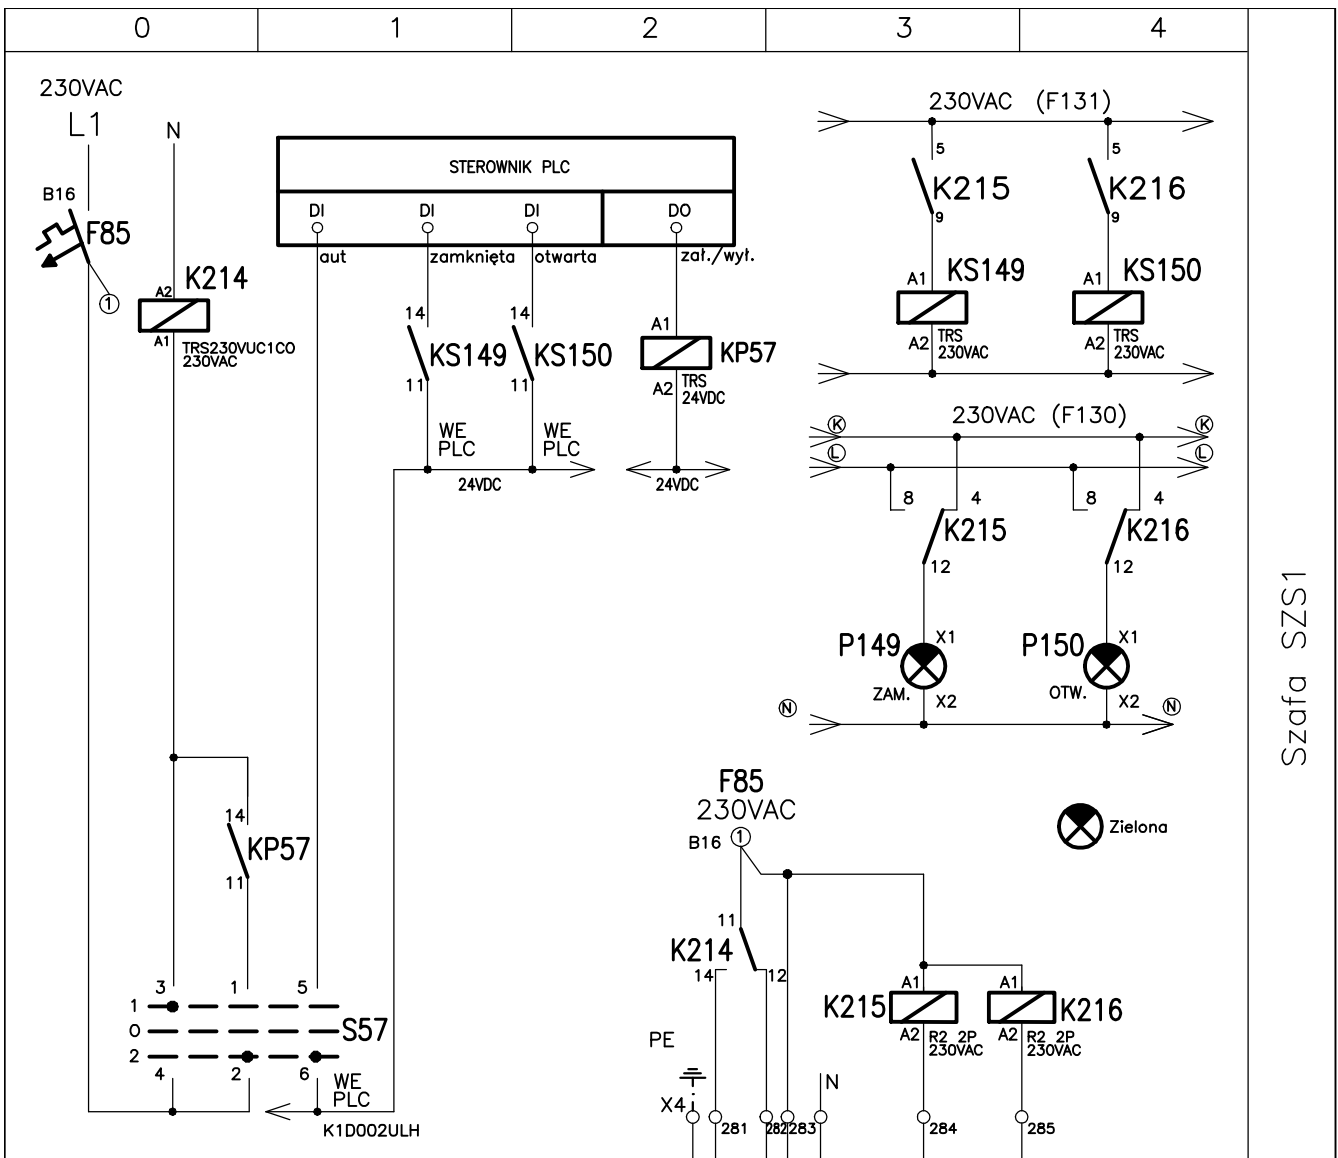 0 1 2 3 4
230VAC
L1
N
B16
F85
1
K214
A2
A1
TRS230VUC1CO
230VAC
STEROWNIK PLC
DI DI DI DO
aut zamknięta otwarta zał./wył.
14 14
KS149 KS150
11 11
WE WE
PLC PLC
24VDC 24VDC
A1
KP57
A2
TRS
24VDC
230VAC (F131)
5 5
K215 K216
9 9
A1 KS149 A1 KS150
A2 TRS A2 TRS
230VAC 230VAC
230VAC (F130)
K K
L L
8 4 8 4
K215 K216
12 12
P149 X1 P150 X1
ZAM. X2 OTW. X2
N N
Zielona
14
KP57
11
3 1 5
1
0 S57
2
4 2 6
WE
PLC
K1D002ULH
F85
230VAC
B16 1
11
K214
14 12
A1 A1
K215 K216
A2 R2 2P A2 R2 2P
230VAC 230VAC
PE
N
X4 281 282 283 284 285
Szafa SZS1